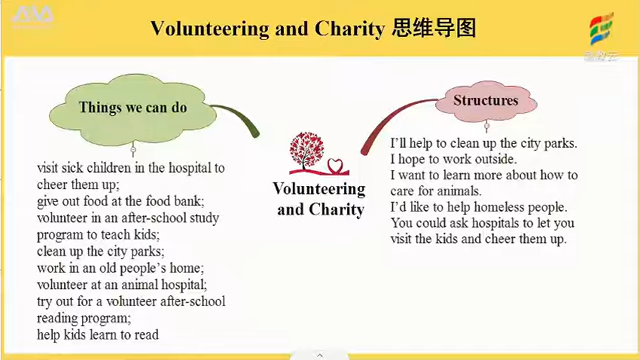 Volunteering and Charity 思维导图
Things we can do
visit sick children in the hospital to
cheer them up;
give out food at the food bank;
volunteer in an after-school study
program to teach kids;
clean up the city parks;
work in an old people's home;
volunteer at an animal hospital;
try out for a volunteer after-school
reading program;
help kids learn to read
Volunteering
and Charity
Structures
I'll help to clean up the city parks.
I hope to work outside.
I want to learn more about how to
care for animals.
I'd like to help homeless people.
You could ask hospitals to let you
visit the kids and cheer them up.